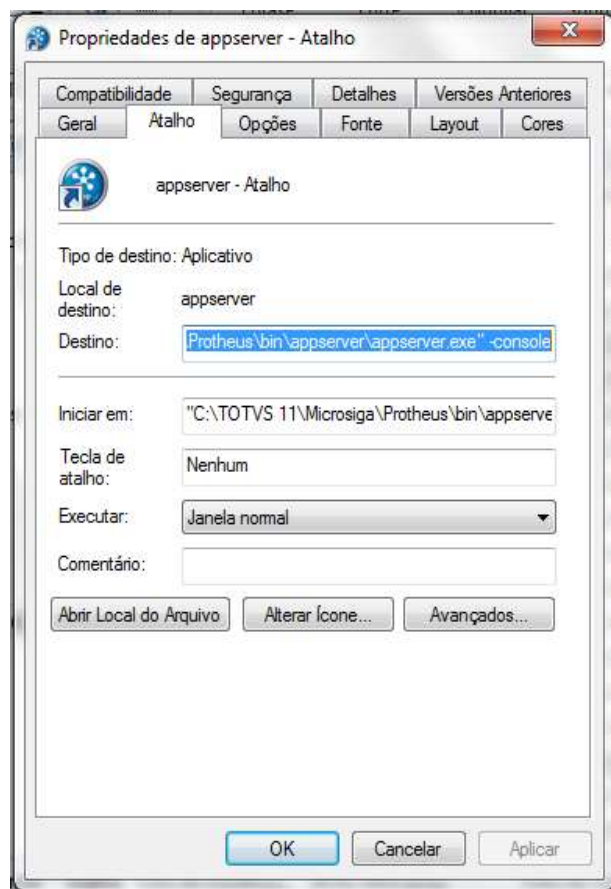 Propriedades de appserver - Atalho
Compatibilidade Segurança Detalhes Versões Anteriores
Geral Atalho Opções Fonte Layout Cores
appserver - Atalho
Tipo de destino: Aplicativo
Local de destino: appserver
Destino: Protheus\bin\appserver\appserver.exe" -console
Iniciar em: "C:\TOTVS 11\Microsiga\Protheus\bin\appserve
Tecla de atalho: Nenhum
Executar: Janela normal
Comentário:
Abrir Local do Arquivo Alterar Ícone... Avançados...
OK Cancelar Aplicar